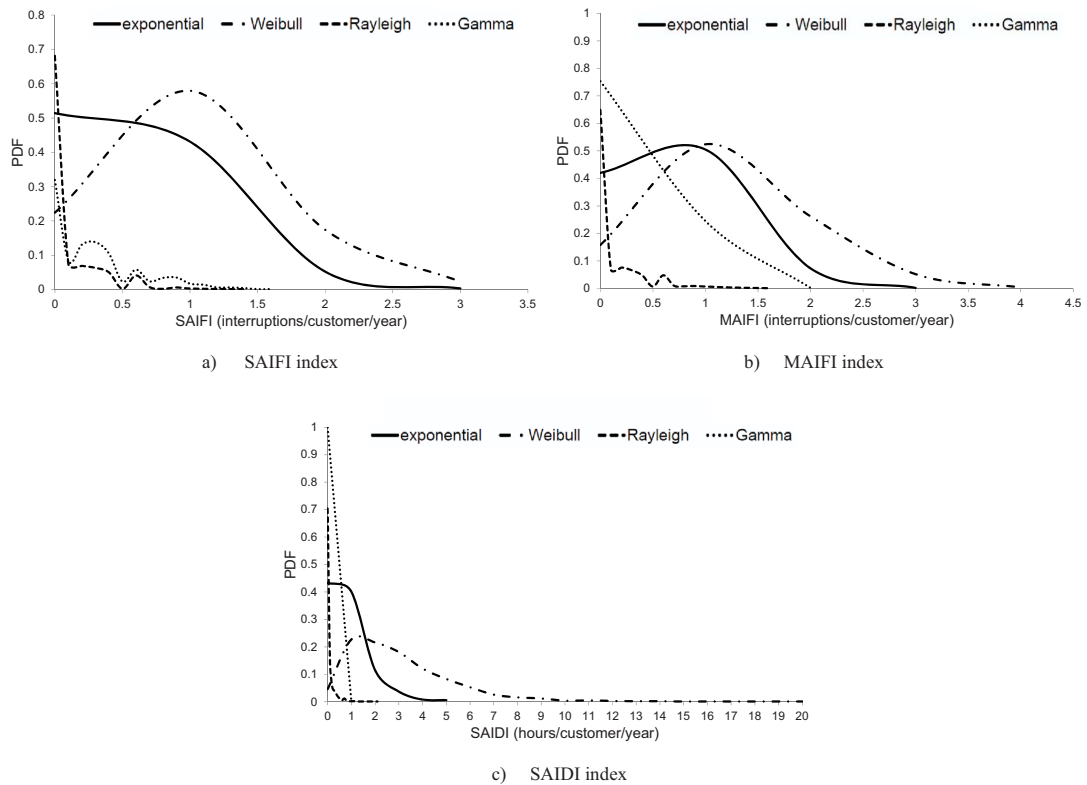 exponential Weibull Rayleigh Gamma
0.8
0.7
0.6
0.5
0.4
0.3
0.2
0.1
0
PDF
0 0.5 1 1.5 2 2.5 3 3.5
SAIFI (interruptions/customer/year)
a) SAIFI index
exponential Weibull Rayleigh Gamma
1
0.9
0.8
0.7
0.6
0.5
0.4
0.3
0.2
0.1
0
PDF
0 0.5 1 1.5 2 2.5 3 3.5 4 4.5
MAIFI (interruptions/customer/year)
b) MAIFI index
exponential Weibull Rayleigh Gamma
1
0.9
0.8
0.7
0.6
0.5
0.4
0.3
0.2
0.1
0
PDF
0 1 2 3 4 5 6 7 8 9 10 11 12 13 14 15 16 17 18 19 20
SAIDI (hours/customer/year)
c) SAIDI index